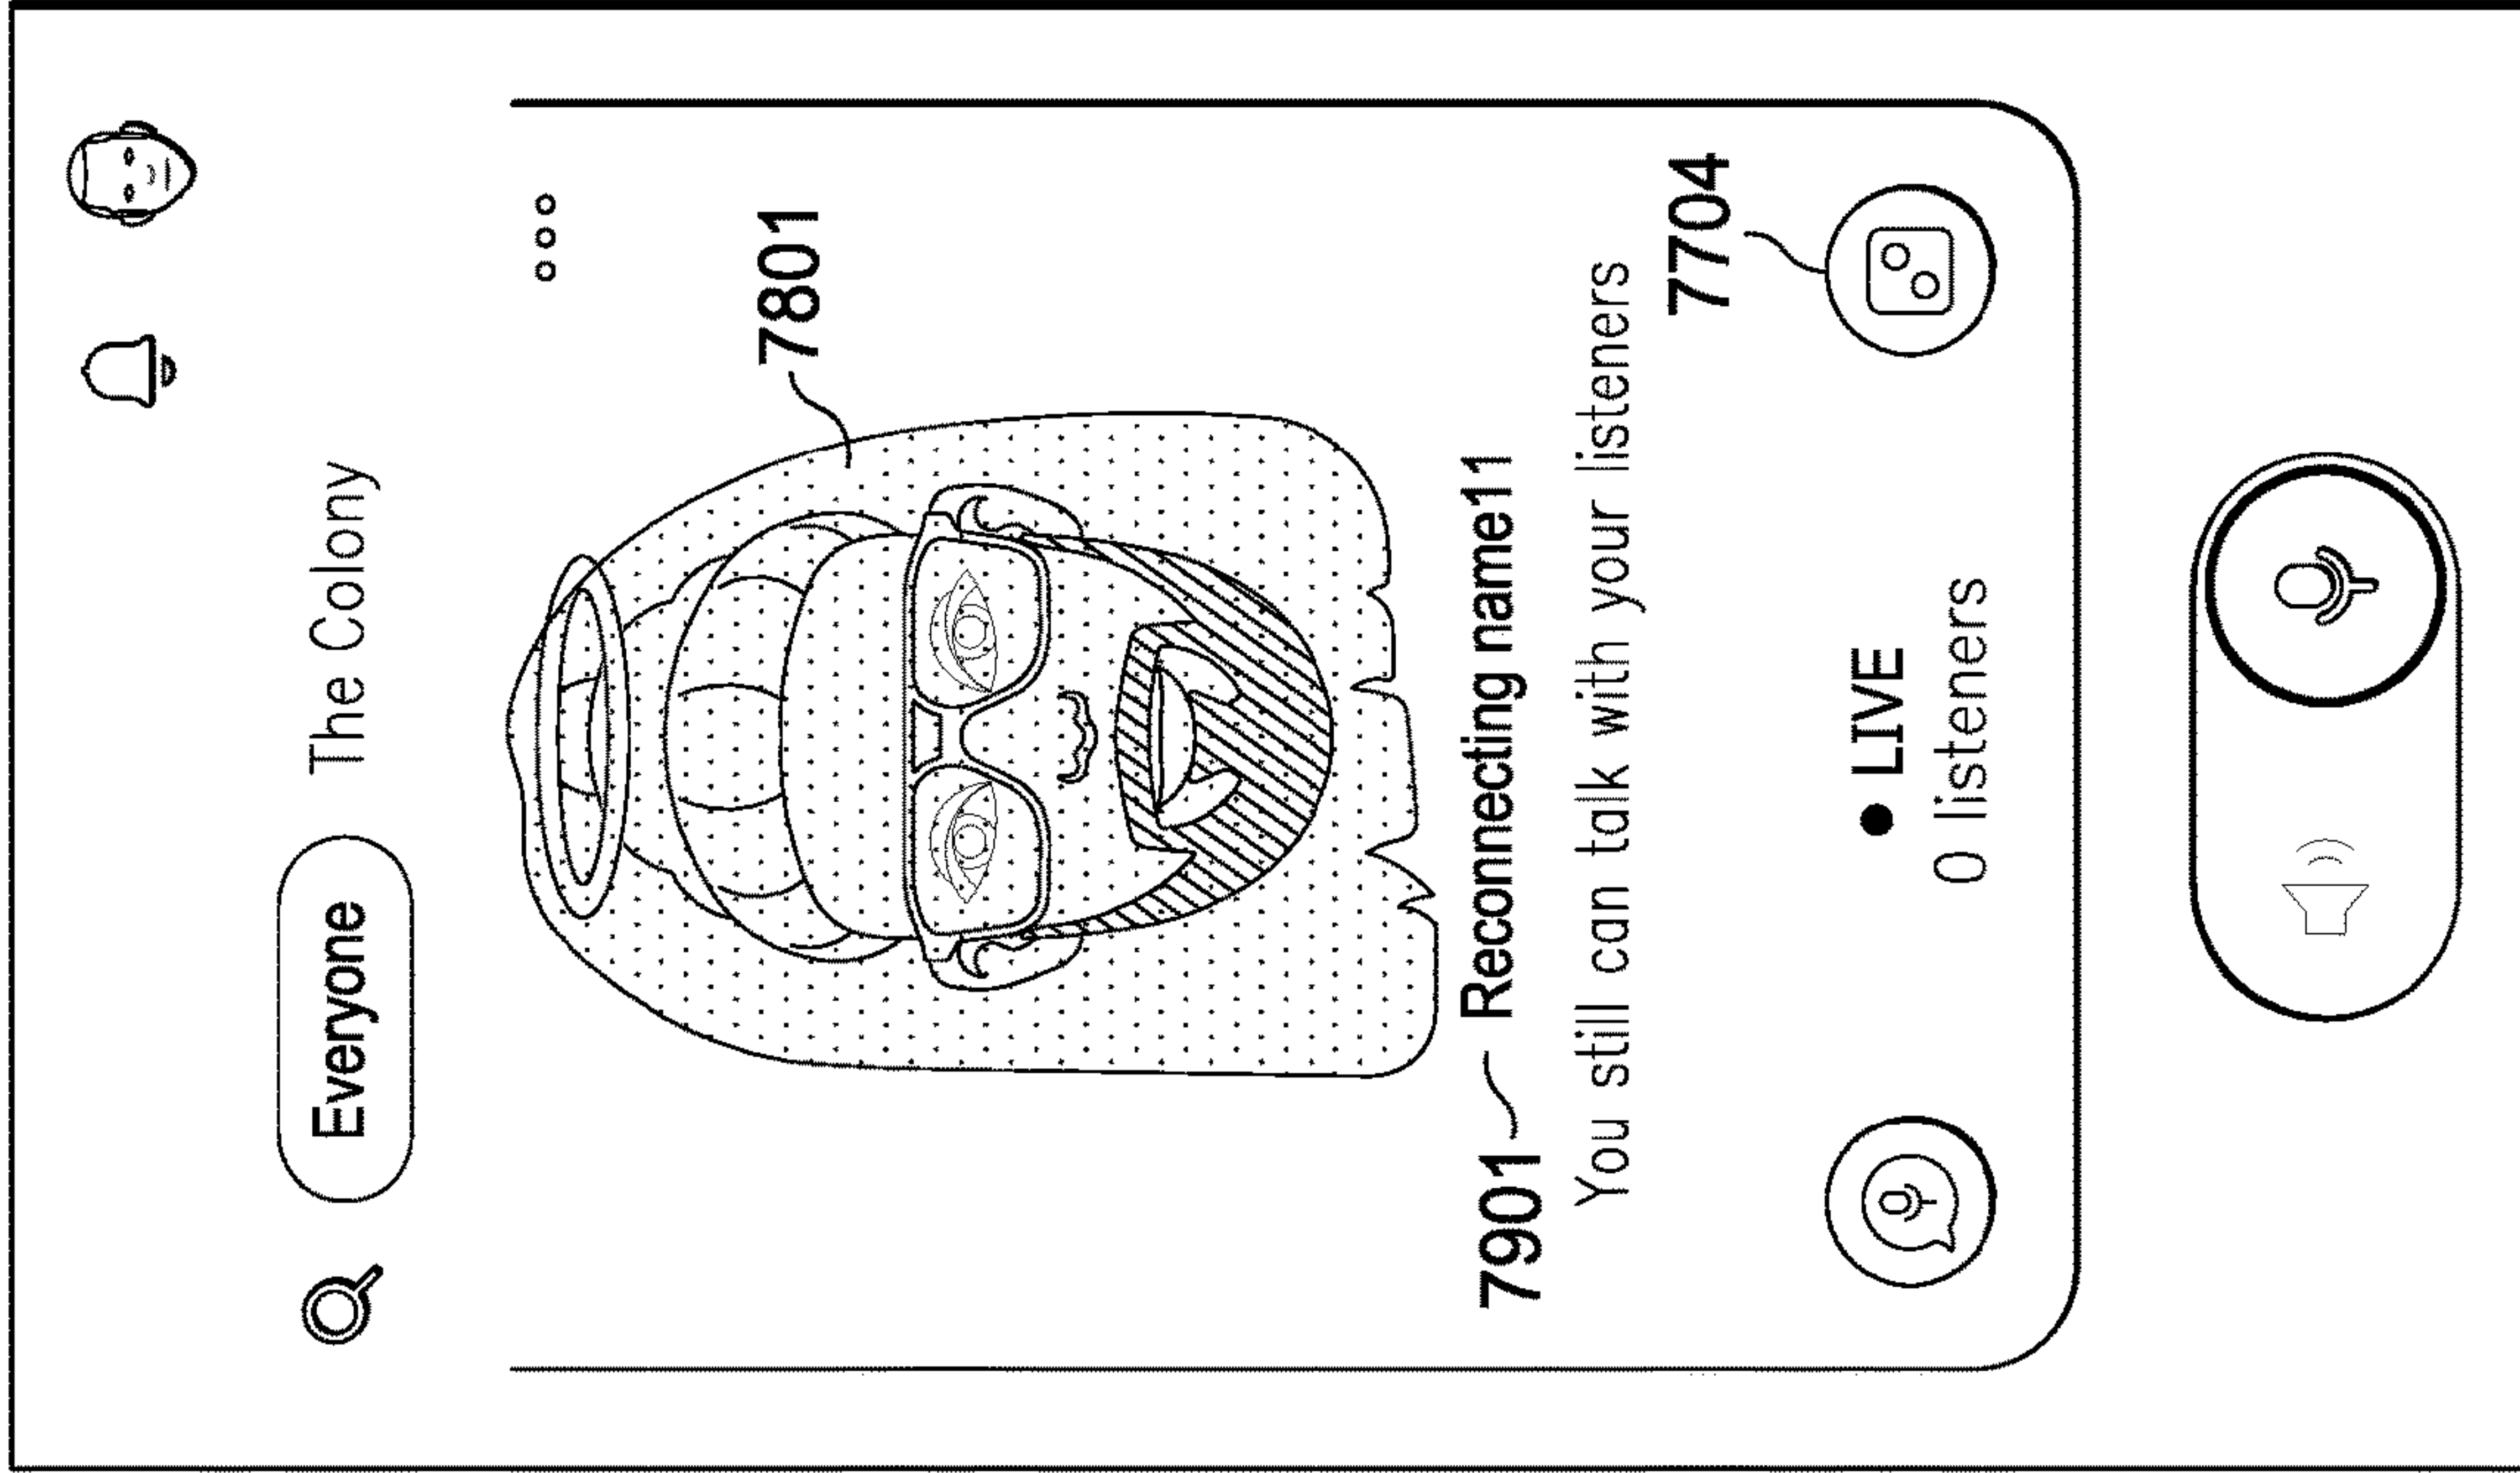 Everyone The Colony
7801
7901 Reconnecting name11
You still can talk with your listeners
7704
LIVE
0 listeners